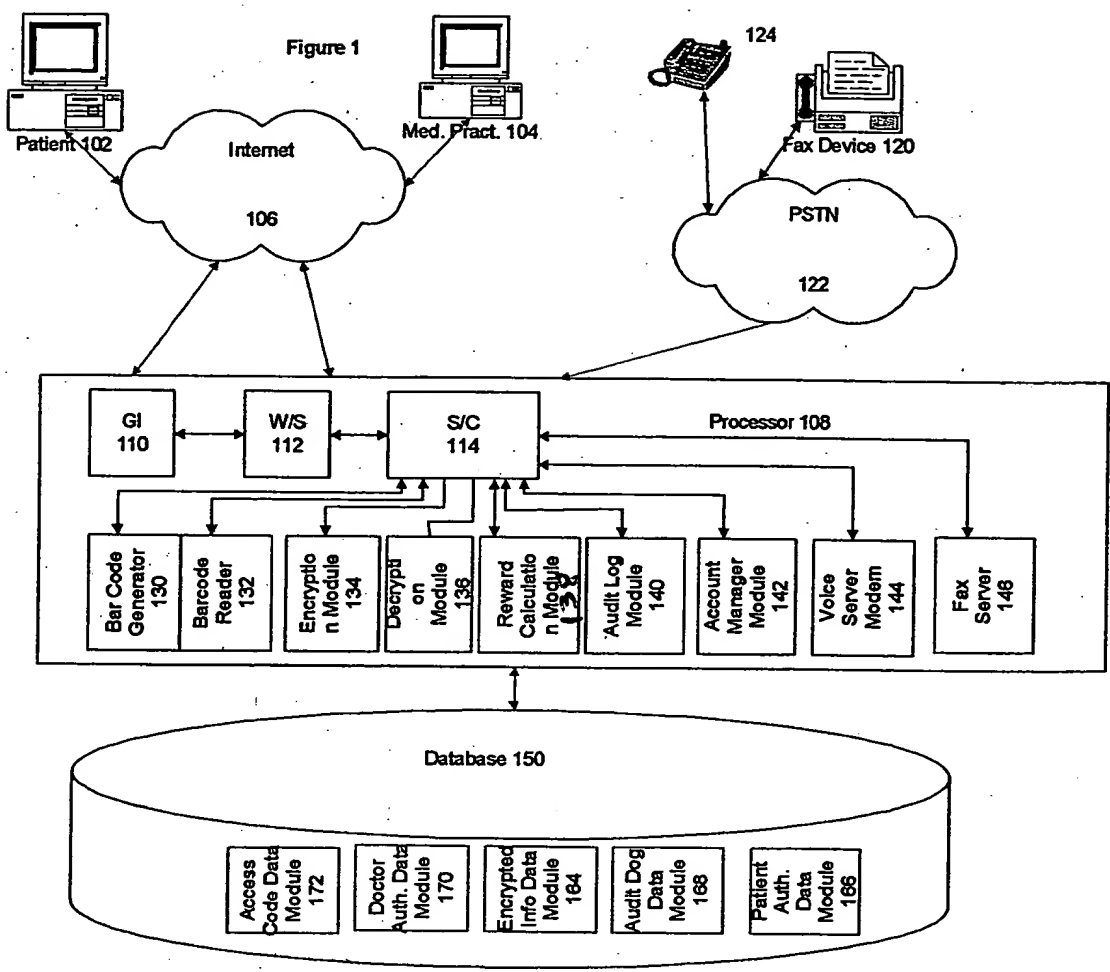 Figure 1
124
Patient 102
Med. Pract. 104
Fax Device 120
Internet
106
PSTN
122
GI
110
W/S
112
S/C
114
Processor 108
Bar Code
Generator
130
Barcode
Reader
132
Encryptio
n Module
134
Decrypti
on
Module
136
Reward
Calculatio
n Module
138
Audit Log
Module
140
Account
Manager
Module
142
Voice
Server
Modem
144
Fax
Server
146
Database 150
Access
Code Data
Module
172
Doctor
Auth. Data
Module
170
Encrypted
Info Data
Module
164
Audit Dog
Data
Module
168
Patient
Auth.
Data
Module
166